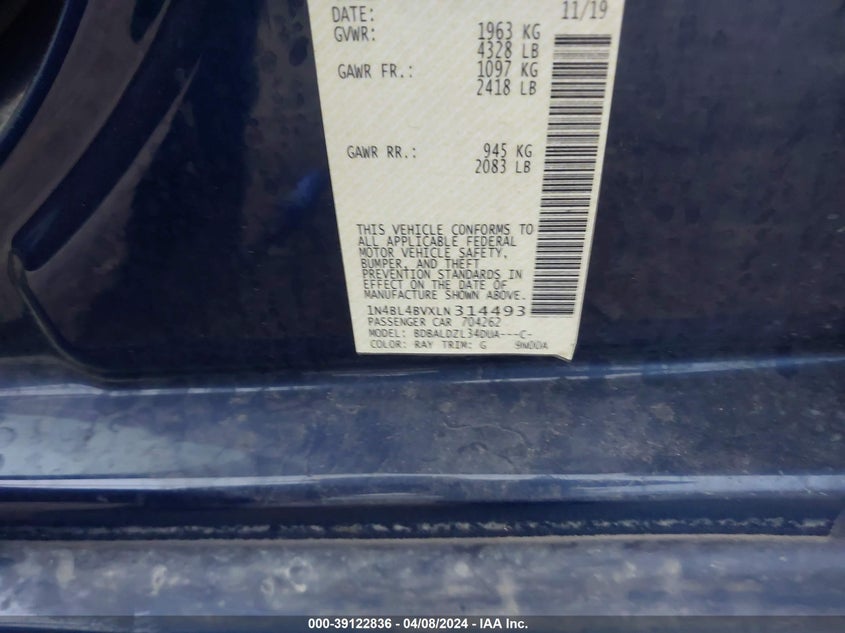 DATE: 11/19
GVWR: 1963 KG
4328 LB
GAWR FR.: 1097 KG
2418 LB
GAWR RR.: 945 KG
2083 LB
THIS VEHICLE CONFORMS TO
ALL APPLICABLE FEDERAL
MOTOR VEHICLE SAFETY,
BUMPER, AND THEFT
PREVENTION STANDARDS IN
EFFECT ON THE DATE OF
MANUFACTURE SHOWN ABOVE.
1N4BL4BVXLN314493
PASSENGER CAR 704262
MODEL: BDBALDZL34DUA---C-
COLOR: RAY TRIM: G 9M00A
000-39122836 - 04/08/2024 - IAA Inc.